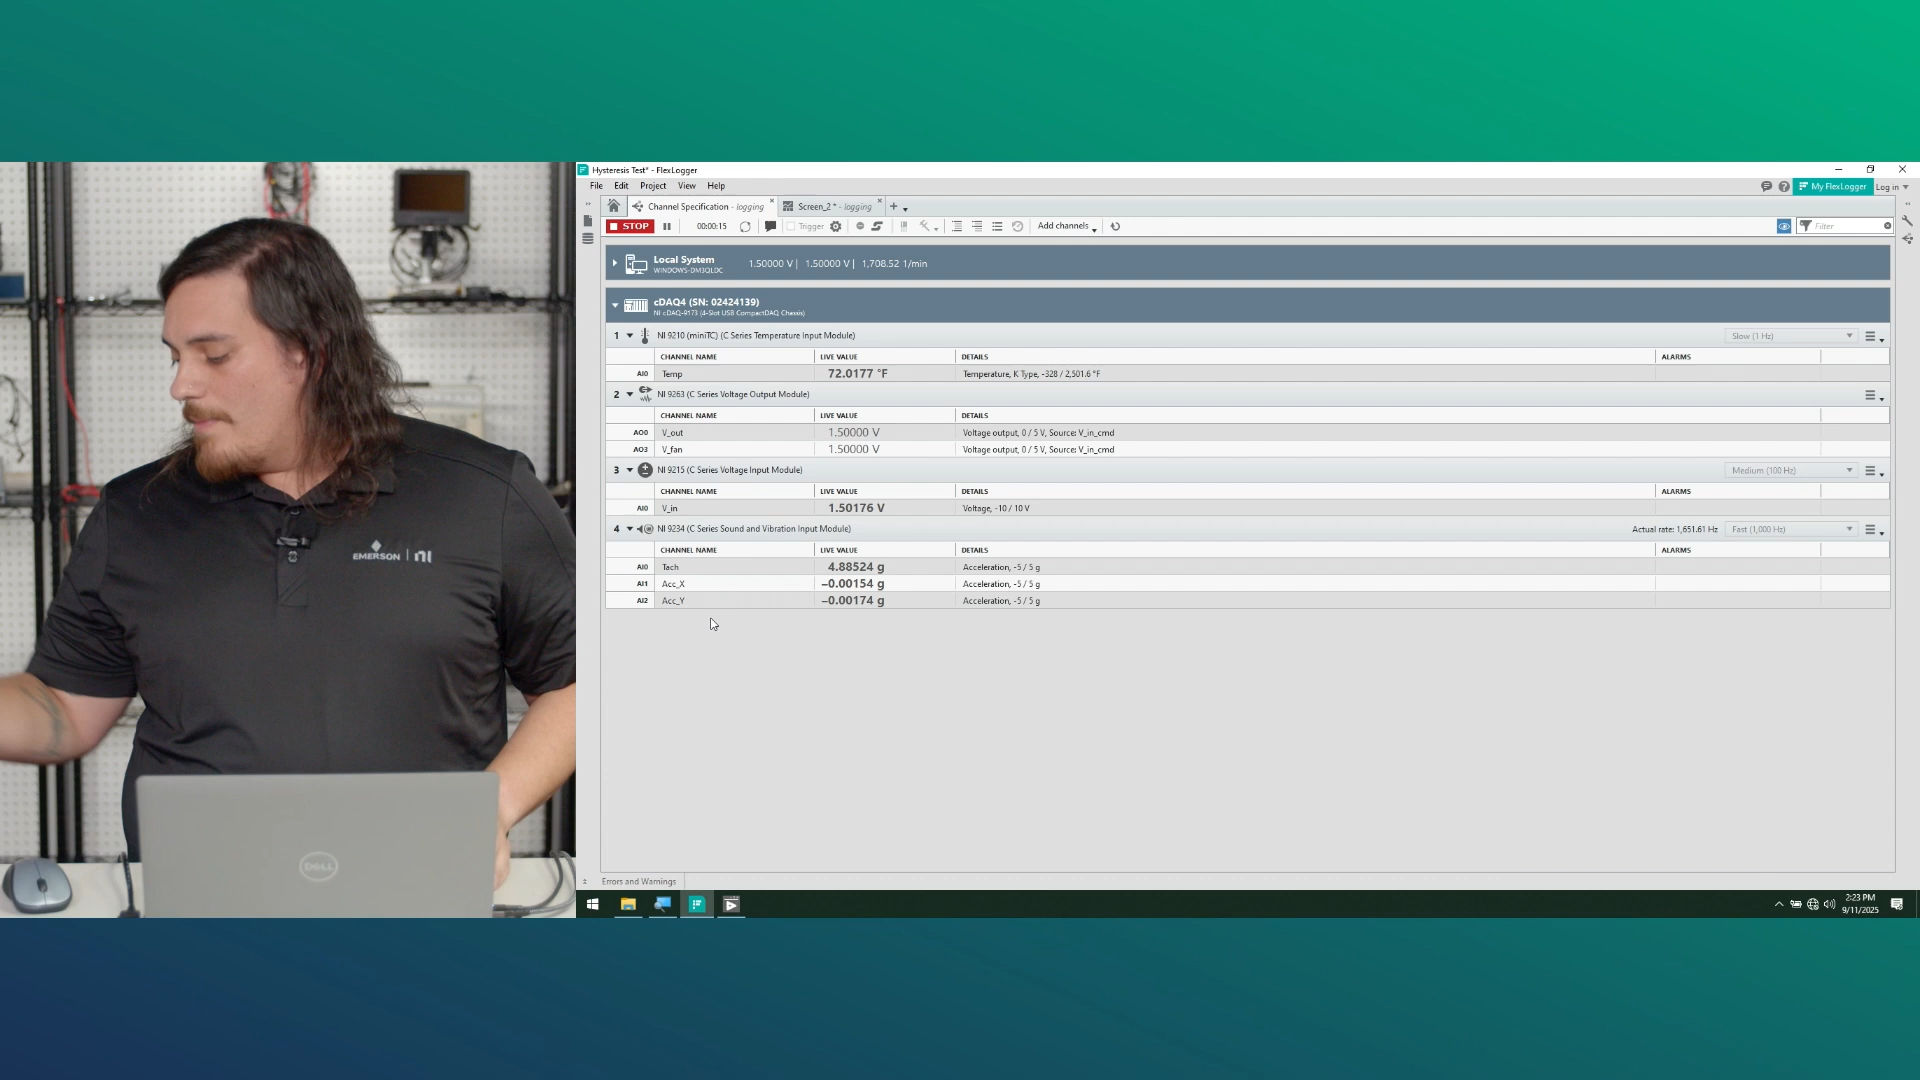 Hysteresis Test* - FlexLogger
File Edit Project View Help
My FlexLogger Log in
Channel Specification - logging Screen_2 * - logging
STOP 00:00:15 Trigger Add channels Filter
Local System
WINDOWS-DM3QLDC
1.50000 V | 1.50000 V | 1,708.52 1/min
cDAQ4 (SN: 02424139)
NI cDAQ-9173 (4-Slot USB CompactDAQ Chassis)
1 NI 9210 (miniTC) (C Series Temperature Input Module) Slow (1 Hz)
CHANNEL NAME LIVE VALUE DETAILS ALARMS
AI0 Temp 72.0177 °F Temperature, K Type, -328 / 2,501.6 °F
2 NI 9263 (C Series Voltage Output Module)
CHANNEL NAME LIVE VALUE DETAILS
AO0 V_out 1.50000 V Voltage output, 0 / 5 V, Source: V_in_cmd
AO3 V_fan 1.50000 V Voltage output, 0 / 5 V, Source: V_in_cmd
3 NI 9215 (C Series Voltage Input Module) Medium (100 Hz)
CHANNEL NAME LIVE VALUE DETAILS ALARMS
AI0 V_in 1.50176 V Voltage, -10 / 10 V
4 NI 9234 (C Series Sound and Vibration Input Module) Actual rate: 1,651.61 Hz Fast (1,000 Hz)
CHANNEL NAME LIVE VALUE DETAILS ALARMS
AI0 Tach 4.88524 g Acceleration, -5 / 5 g
AI1 Acc_X −0.00154 g Acceleration, -5 / 5 g
AI2 Acc_Y −0.00174 g Acceleration, -5 / 5 g
Errors and Warnings
2:23 PM
9/11/2025
EMERSON | ni
DELL